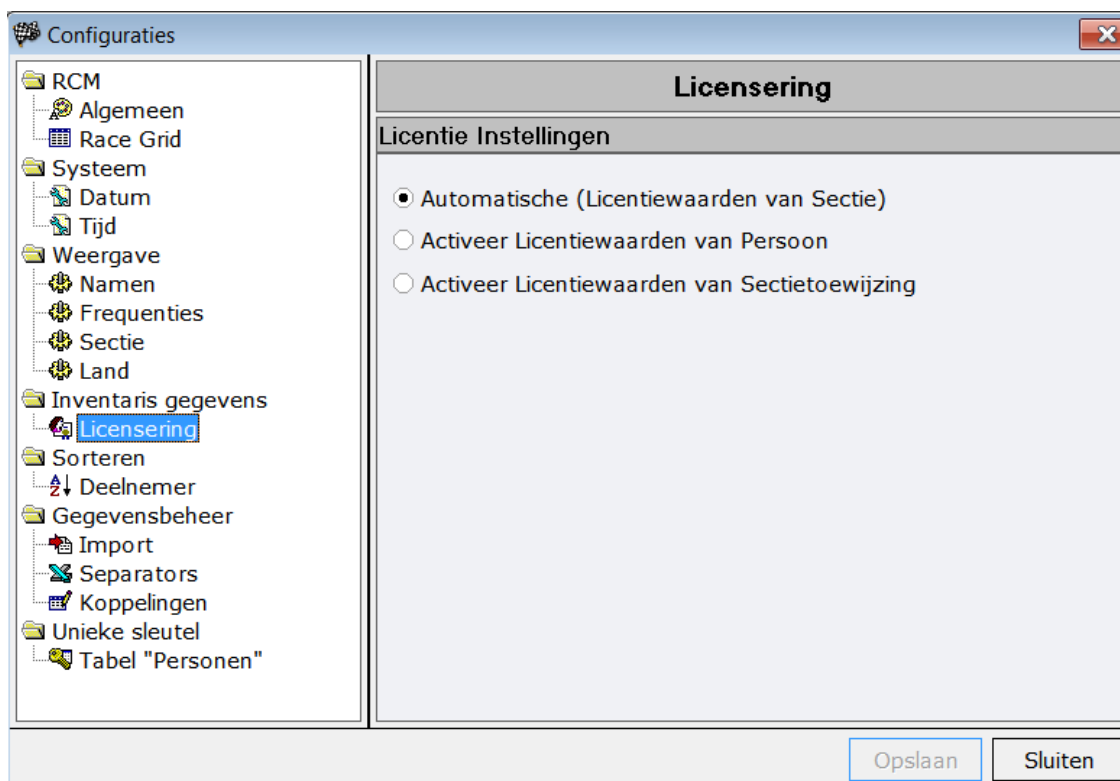 Configuraties
RCM
Algemeen
Race Grid
Systeem
Datum
Tijd
Weergave
Namen
Frequenties
Sectie
Land
Inventaris gegevens
Licensering
Sorteren
Deelnemer
Gegevensbeheer
Import
Separators
Koppelingen
Unieke sleutel
Tabel "Personen"
Licensering
Licentie Instellingen
Automatische (Licentiewaarden van Sectie)
Activeer Licentiewaarden van Persoon
Activeer Licentiewaarden van Sectietoewijzing
Opslaan
Sluiten